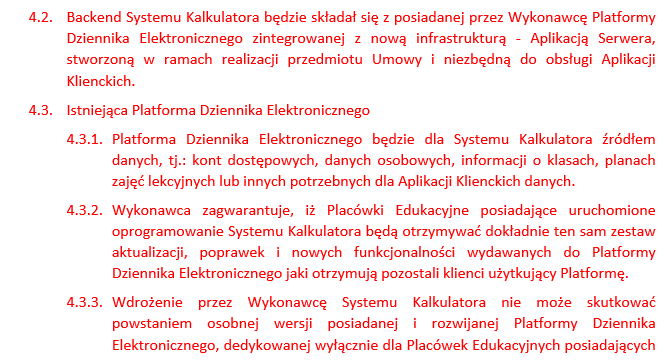 4.2. Backend Systemu Kalkulatora będzie składał się z posiadanej przez Wykonawcę Platformy
Dziennika Elektronicznego zintegrowanej z nową infrastrukturą - Aplikacją Serwera,
stworzoną w ramach realizacji przedmiotu Umowy i niezbędną do obsługi Aplikacji
Klienckich.
4.3. Istniejąca Platforma Dziennika Elektronicznego
4.3.1. Platforma Dziennika Elektronicznego będzie dla Systemu Kalkulatora źródłem
danych, tj.: kont dostępowych, danych osobowych, informacji o klasach, planach
zajęć lekcyjnych lub innych potrzebnych dla Aplikacji Klienckich danych.
4.3.2. Wykonawca zagwarantuje, iż Placówki Edukacyjne posiadające uruchomione
oprogramowanie Systemu Kalkulatora będą otrzymywać dokładnie ten sam zestaw
aktualizacji, poprawek i nowych funkcjonalności wydawanych do Platformy
Dziennika Elektronicznego jaki otrzymują pozostali klienci użytkujący Platformę.
4.3.3. Wdrożenie przez Wykonawcę Systemu Kalkulatora nie może skutkować
powstaniem osobnej wersji posiadanej i rozwijanej Platformy Dziennika
Elektronicznego, dedykowanej wyłącznie dla Placówek Edukacyjnych posiadających